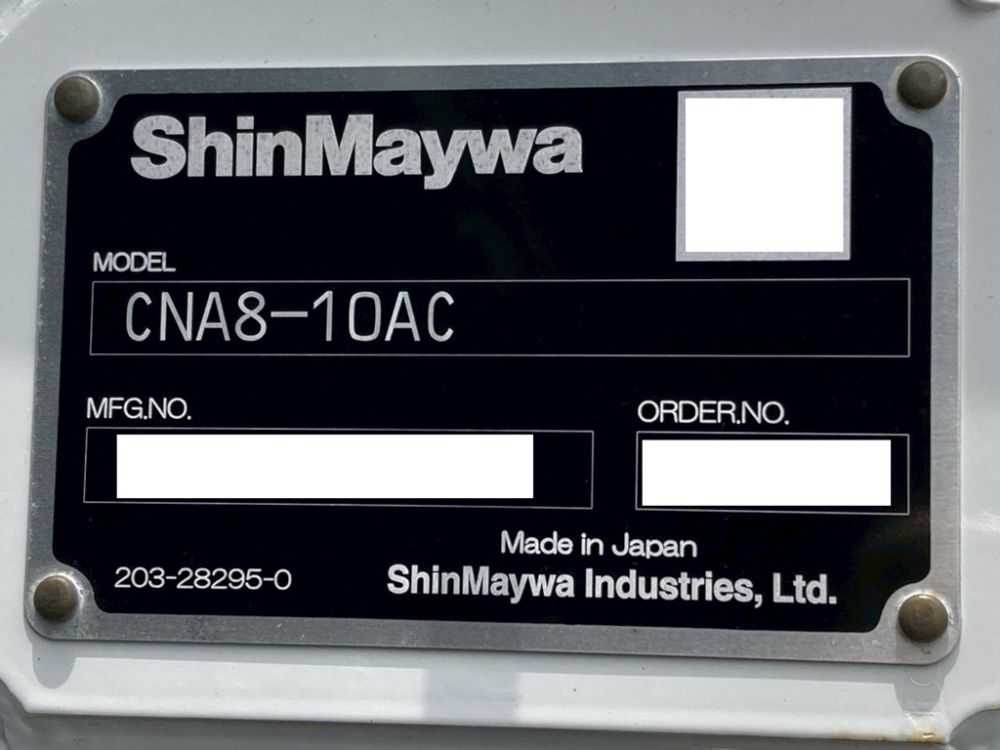 ShinMaywa
MODEL
CNA8-10AC
MFG.NO.
ORDER.NO.
Made in Japan
203-28295-0
ShinMaywa Industries, Ltd.